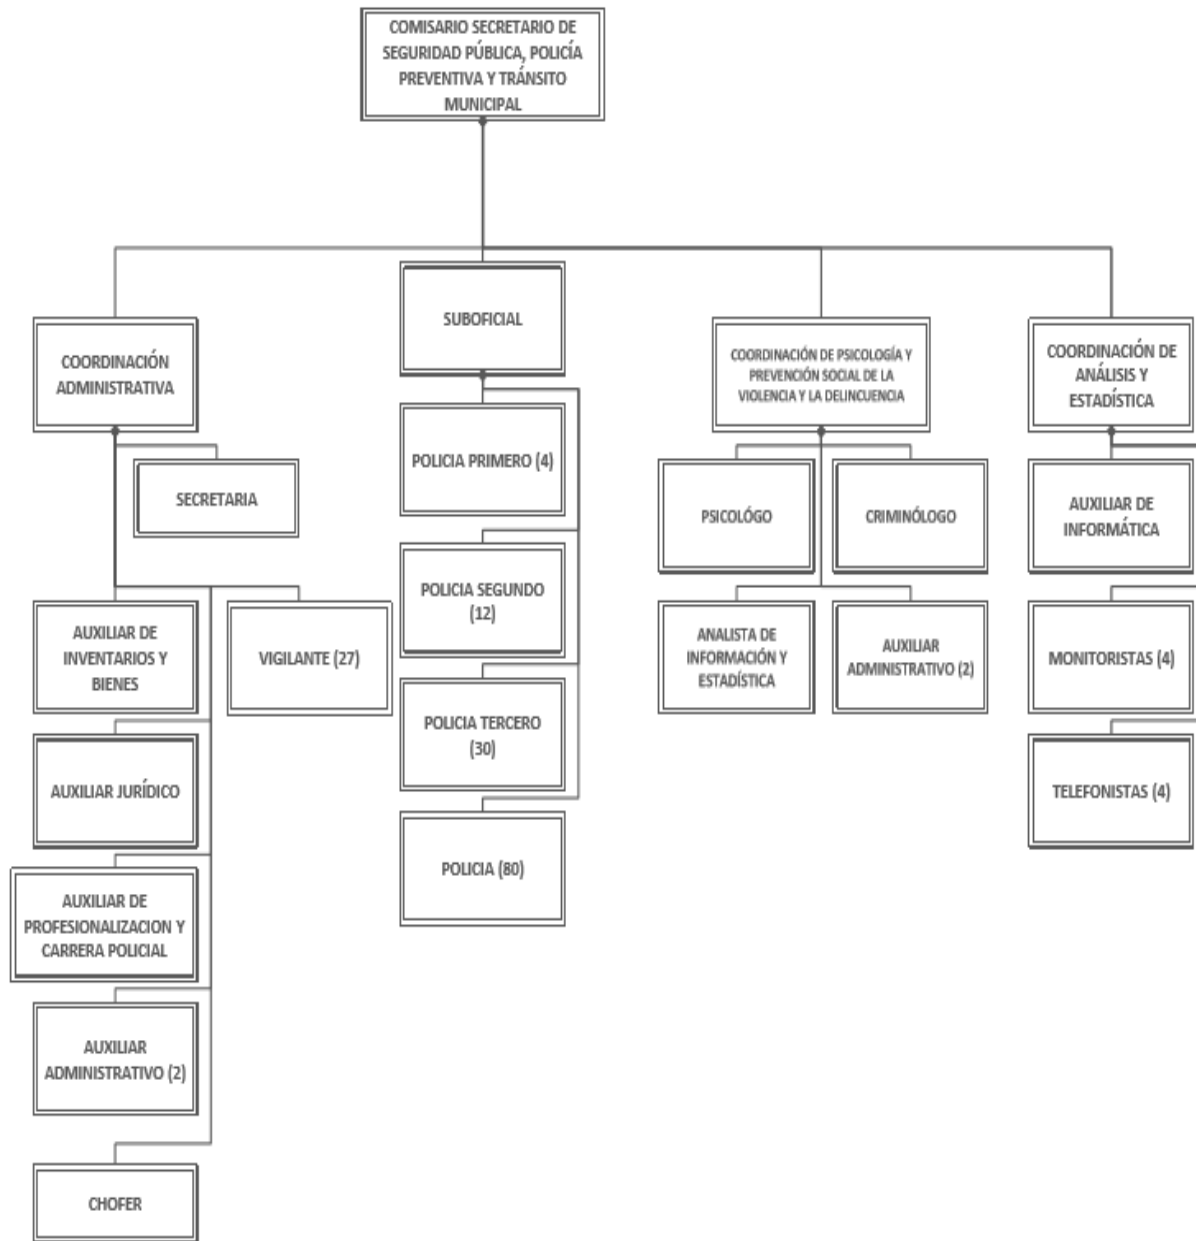 COMISARIO SECRETARIO DE
SEGURIDAD PÚBLICA, POLICÍA
PREVENTIVA Y TRÁNSITO
MUNICIPAL
COORDINACIÓN
ADMINISTRATIVA
SECRETARIA
AUXILIAR DE
INVENTARIOS Y
BIENES
VIGILANTE (27)
AUXILIAR JURÍDICO
AUXILIAR DE
PROFESIONALIZACION Y
CARRERA POLICIAL
AUXILIAR
ADMINISTRATIVO (2)
CHOFER
SUBOFICIAL
POLICIA PRIMERO (4)
POLICIA SEGUNDO
(12)
POLICIA TERCERO
(30)
POLICIA (80)
COORDINACIÓN DE PSICOLOGÍA Y
PREVENCIÓN SOCIAL DE LA
VIOLENCIA Y LA DELINCUENCIA
PSICOLÓGO
CRIMINÓLOGO
ANALISTA DE
INFORMACIÓN Y
ESTADÍSTICA
AUXILIAR
ADMINISTRATIVO (2)
COORDINACIÓN DE
ANÁLISIS Y
ESTADÍSTICA
AUXILIAR DE
INFORMÁTICA
MONITORISTAS (4)
TELEFONISTAS (4)